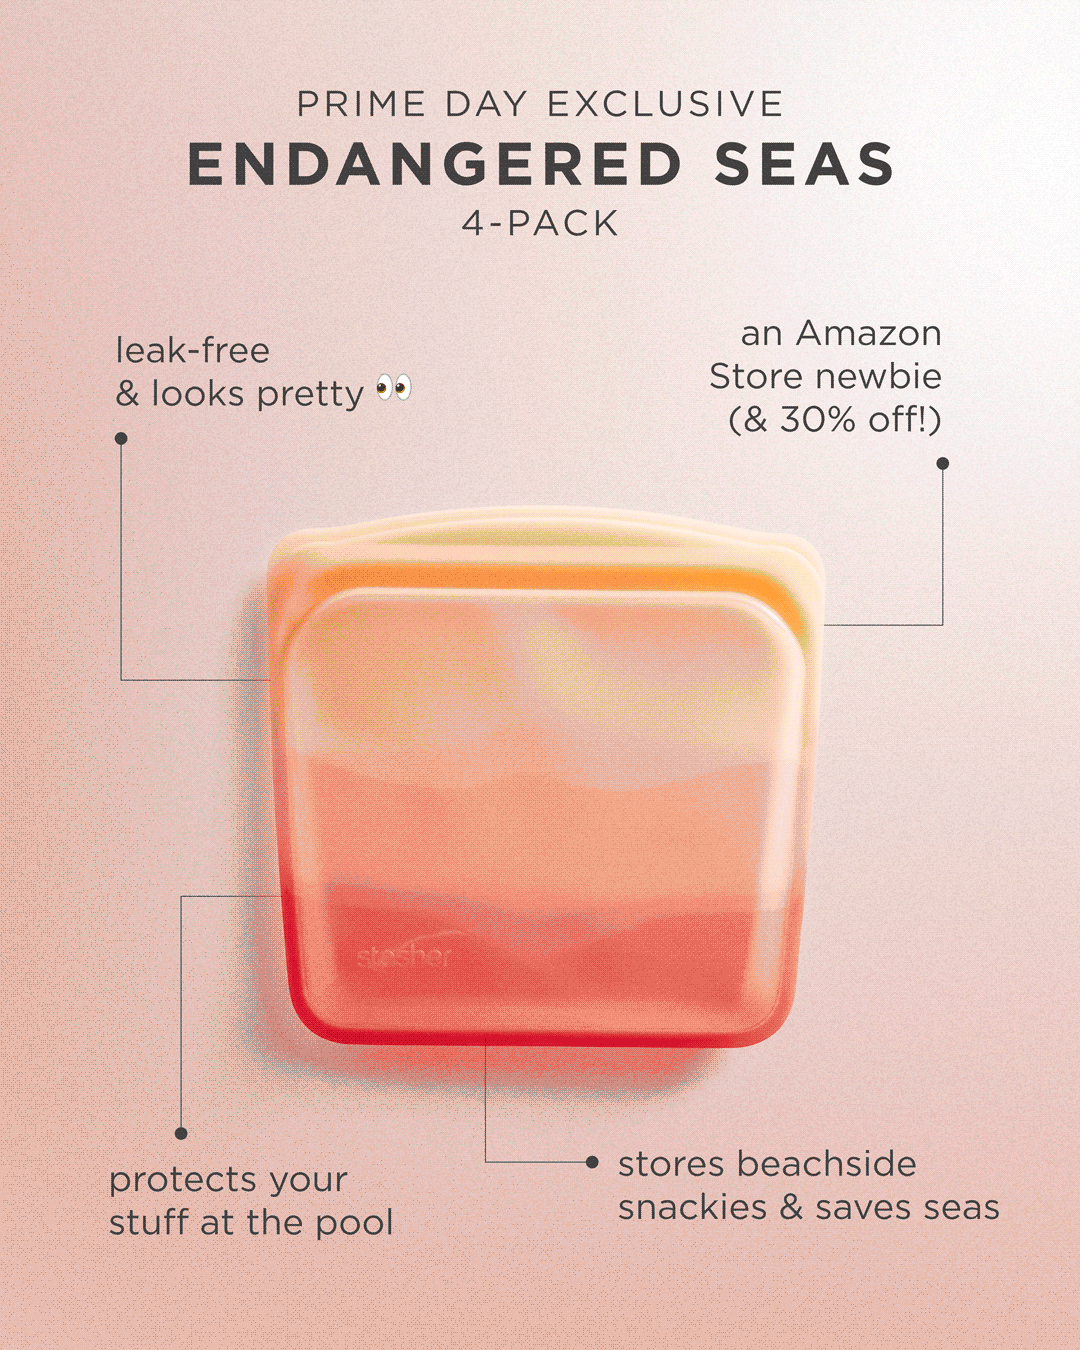 PRIME DAY EXCLUSIVE
ENDANGERED SEAS
4-PACK
leak-free
& looks pretty 👀
an Amazon
Store newbie
(& 30% off!)
stasher
protects your
stuff at the pool
stores beachside
snackies & saves seas